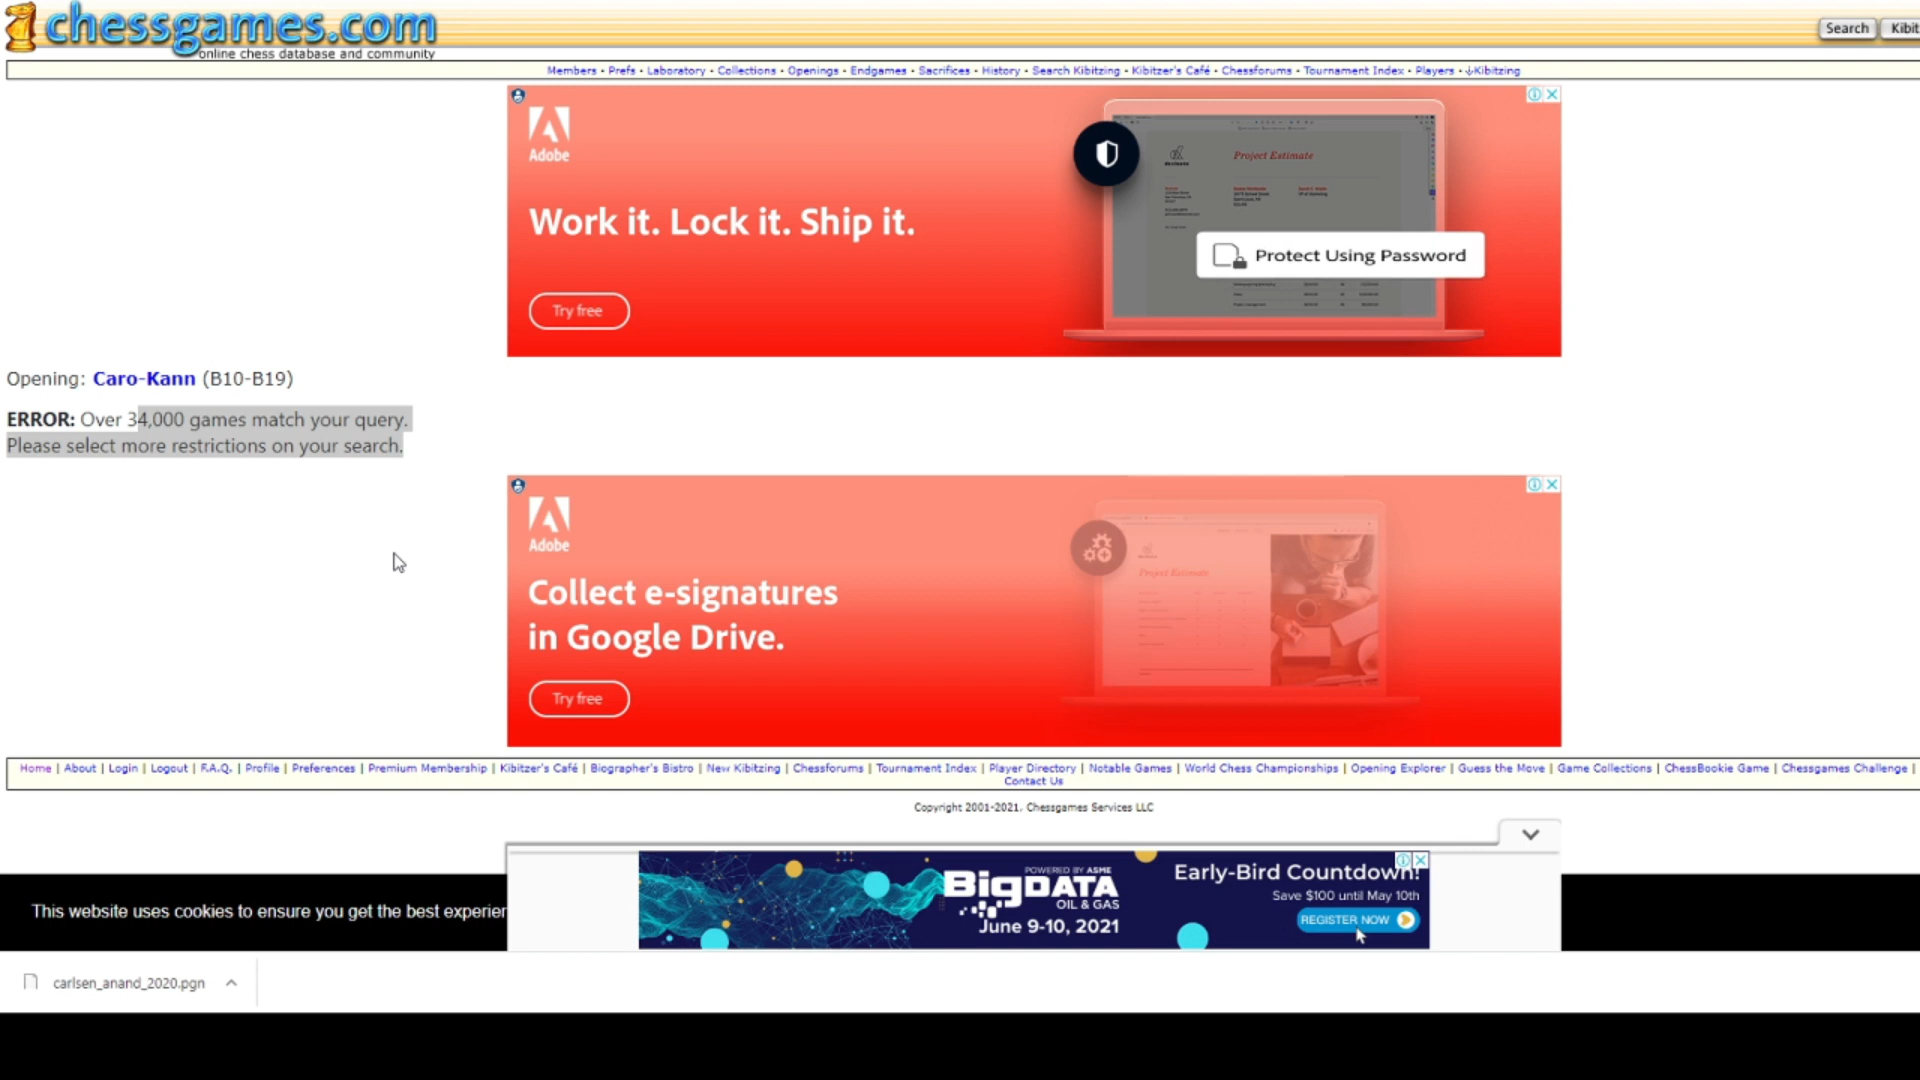 chessgames.com
online chess database and community
Search
Kibit
Members · Prefs · Laboratory · Collections · Openings · Endgames · Sacrifices · History · Search Kibitzing · Kibitzer's Café · Chessforums · Tournament Index · Players · ↓Kibitzing
Adobe
Work it. Lock it. Ship it.
Try free
Project Estimate
Protect Using Password
Opening: Caro-Kann (B10-B19)
ERROR: Over 34,000 games match your query.
Please select more restrictions on your search.
Adobe
Collect e-signatures
in Google Drive.
Try free
Project Estimate
Home | About | Login | Logout | F.A.Q. | Profile | Preferences | Premium Membership | Kibitzer's Café | Biographer's Bistro | New Kibitzing | Chessforums | Tournament Index | Player Directory | Notable Games | World Chess Championships | Opening Explorer | Guess the Move | Game Collections | ChessBookie Game | Chessgames Challenge |
Contact Us
Copyright 2001-2021, Chessgames Services LLC
POWERED BY ASME
BigDATA
OIL & GAS
June 9-10, 2021
Early-Bird Countdown!
Save $100 until May 10th
REGISTER NOW
This website uses cookies to ensure you get the best experien
carlsen_anand_2020.pgn